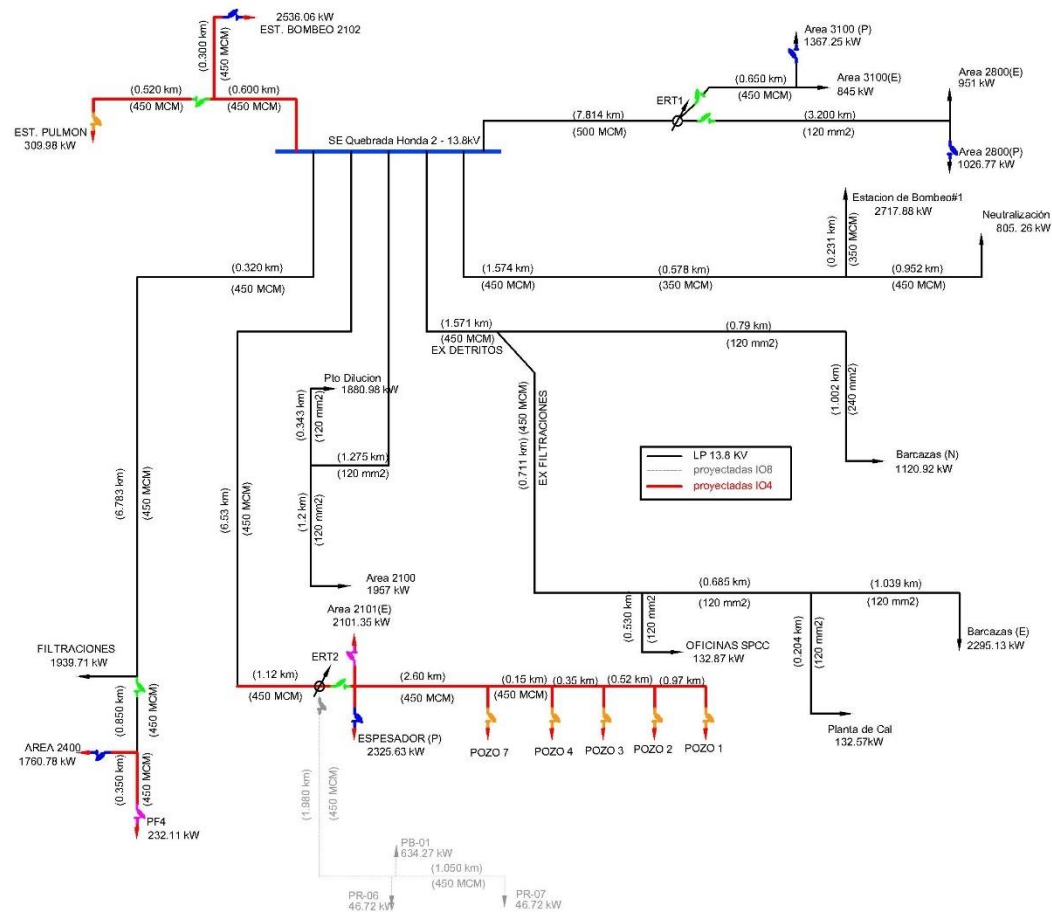 2536.06 kW
EST. BOMBEO 2102
(0.300 km)
(450 MCM)
(0.520 km)
(0.600 km)
(450 MCM)
(450 MCM)
EST. PULMON
309.98 kW
Area 3100 (P)
1367.25 kW
(0.650 km)
(450 MCM)
Area 3100(E)
845 kW
Area 2800(E)
951 kW
ERT1
(7.814 km)
(500 MCM)
(3.200 km)
(120 mm2)
Area 2800(P)
1026.77 kW
SE Quebrada Honda 2 - 13.8kV
Estacion de Bombeo#1
2717.88 kW
Neutralización
805. 26 kW
(0.231 km)
(350 MCM)
(0.320 km)
(450 MCM)
(1.574 km)
(450 MCM)
(0.578 km)
(350 MCM)
(0.952 km)
(450 MCM)
(1.571 km)
(450 MCM)
EX DETRITOS
(0.79 km)
(120 mm2)
(1.002 km)
(240 mm2)
Pto Dilucion
1880.98 kW
(0.343 km)
(120 mm2)
(1.275 km)
(120 mm2)
(1.2 km)
(120 mm2)
Area 2100
1957 kW
(0.711 km) (450 MCM)
EX FILTRACIONES
LP 13.8 KV
proyectadas IO8
proyectadas IO4
Barcazas (N)
1120.92 kW
(6.783 km)
(450 MCM)
(6.53 km)
(450 MCM)
(0.685 km)
(120 mm2)
(1.039 km)
(120 mm2)
(0.530 km)
(120 mm2)
OFICINAS SPCC
132.87 kW
(0.204 km)
(120 mm2)
Barcazas (E)
2295.13 kW
Planta de Cal
132.57kW
Area 2101(E)
2101.35 kW
FILTRACIONES
1939.71 kW
ERT2
(1.12 km)
(450 MCM)
(2.60 km)
(450 MCM)
(0.15 km)
(450 MCM)
(0.35 km)
(0.52 km)
(0.97 km)
ESPESADOR (P)
2325.63 kW
POZO 7
POZO 4
POZO 3
POZO 2
POZO 1
(0.850 km)
(450 MCM)
AREA 2400
1760.78 kW
(0.350 km)
(450 MCM)
PF4
232.11 kW
(1.980 km)
(450 MCM)
PB-01
634.27 kW
(1.050 km)
(450 MCM)
PR-06
46.72 kW
PR-07
46.72 kW